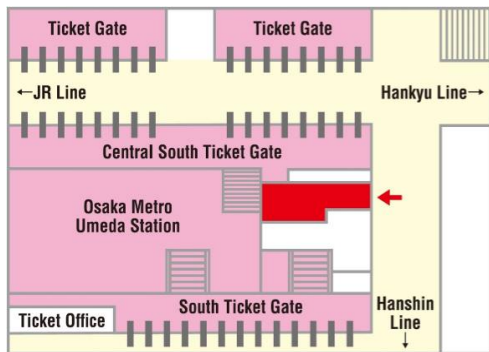 Ticket Gate
Ticket Gate
←JR Line
Hankyu Line→
Central South Ticket Gate
Osaka Metro
Umeda Station
South Ticket Gate
Ticket Office
Hanshin
Line
↓